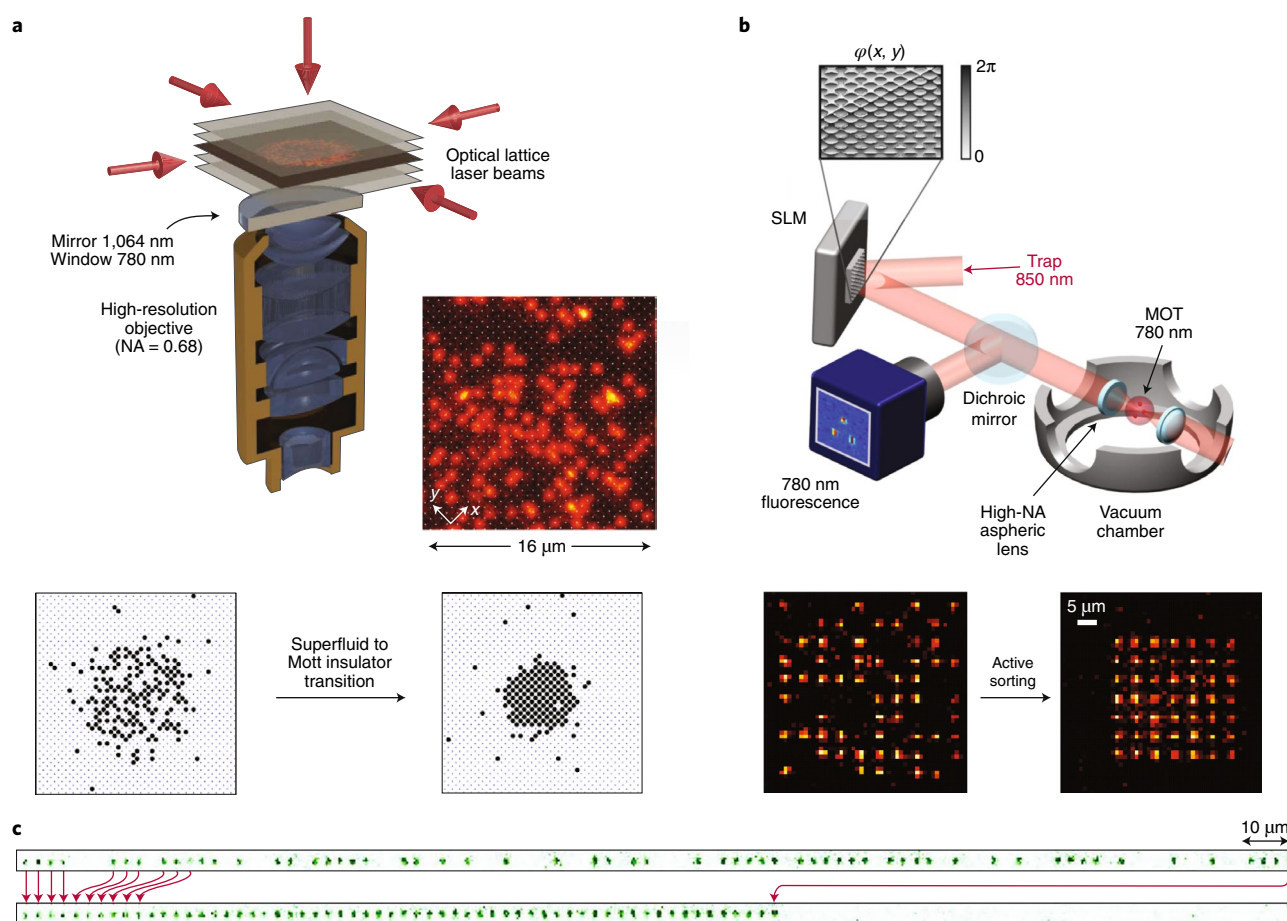 a
Optical lattice
laser beams
Mirror 1,064 nm
Window 780 nm
High-resolution
objective
(NA = 0.68)
y
x
16 µm
Superfluid to
Mott insulator
transition
b
φ(x, y)
2π
0
SLM
Trap
850 nm
MOT
780 nm
Dichroic
mirror
780 nm
fluorescence
High-NA
aspheric
lens
Vacuum
chamber
5 µm
Active
sorting
c
10 µm